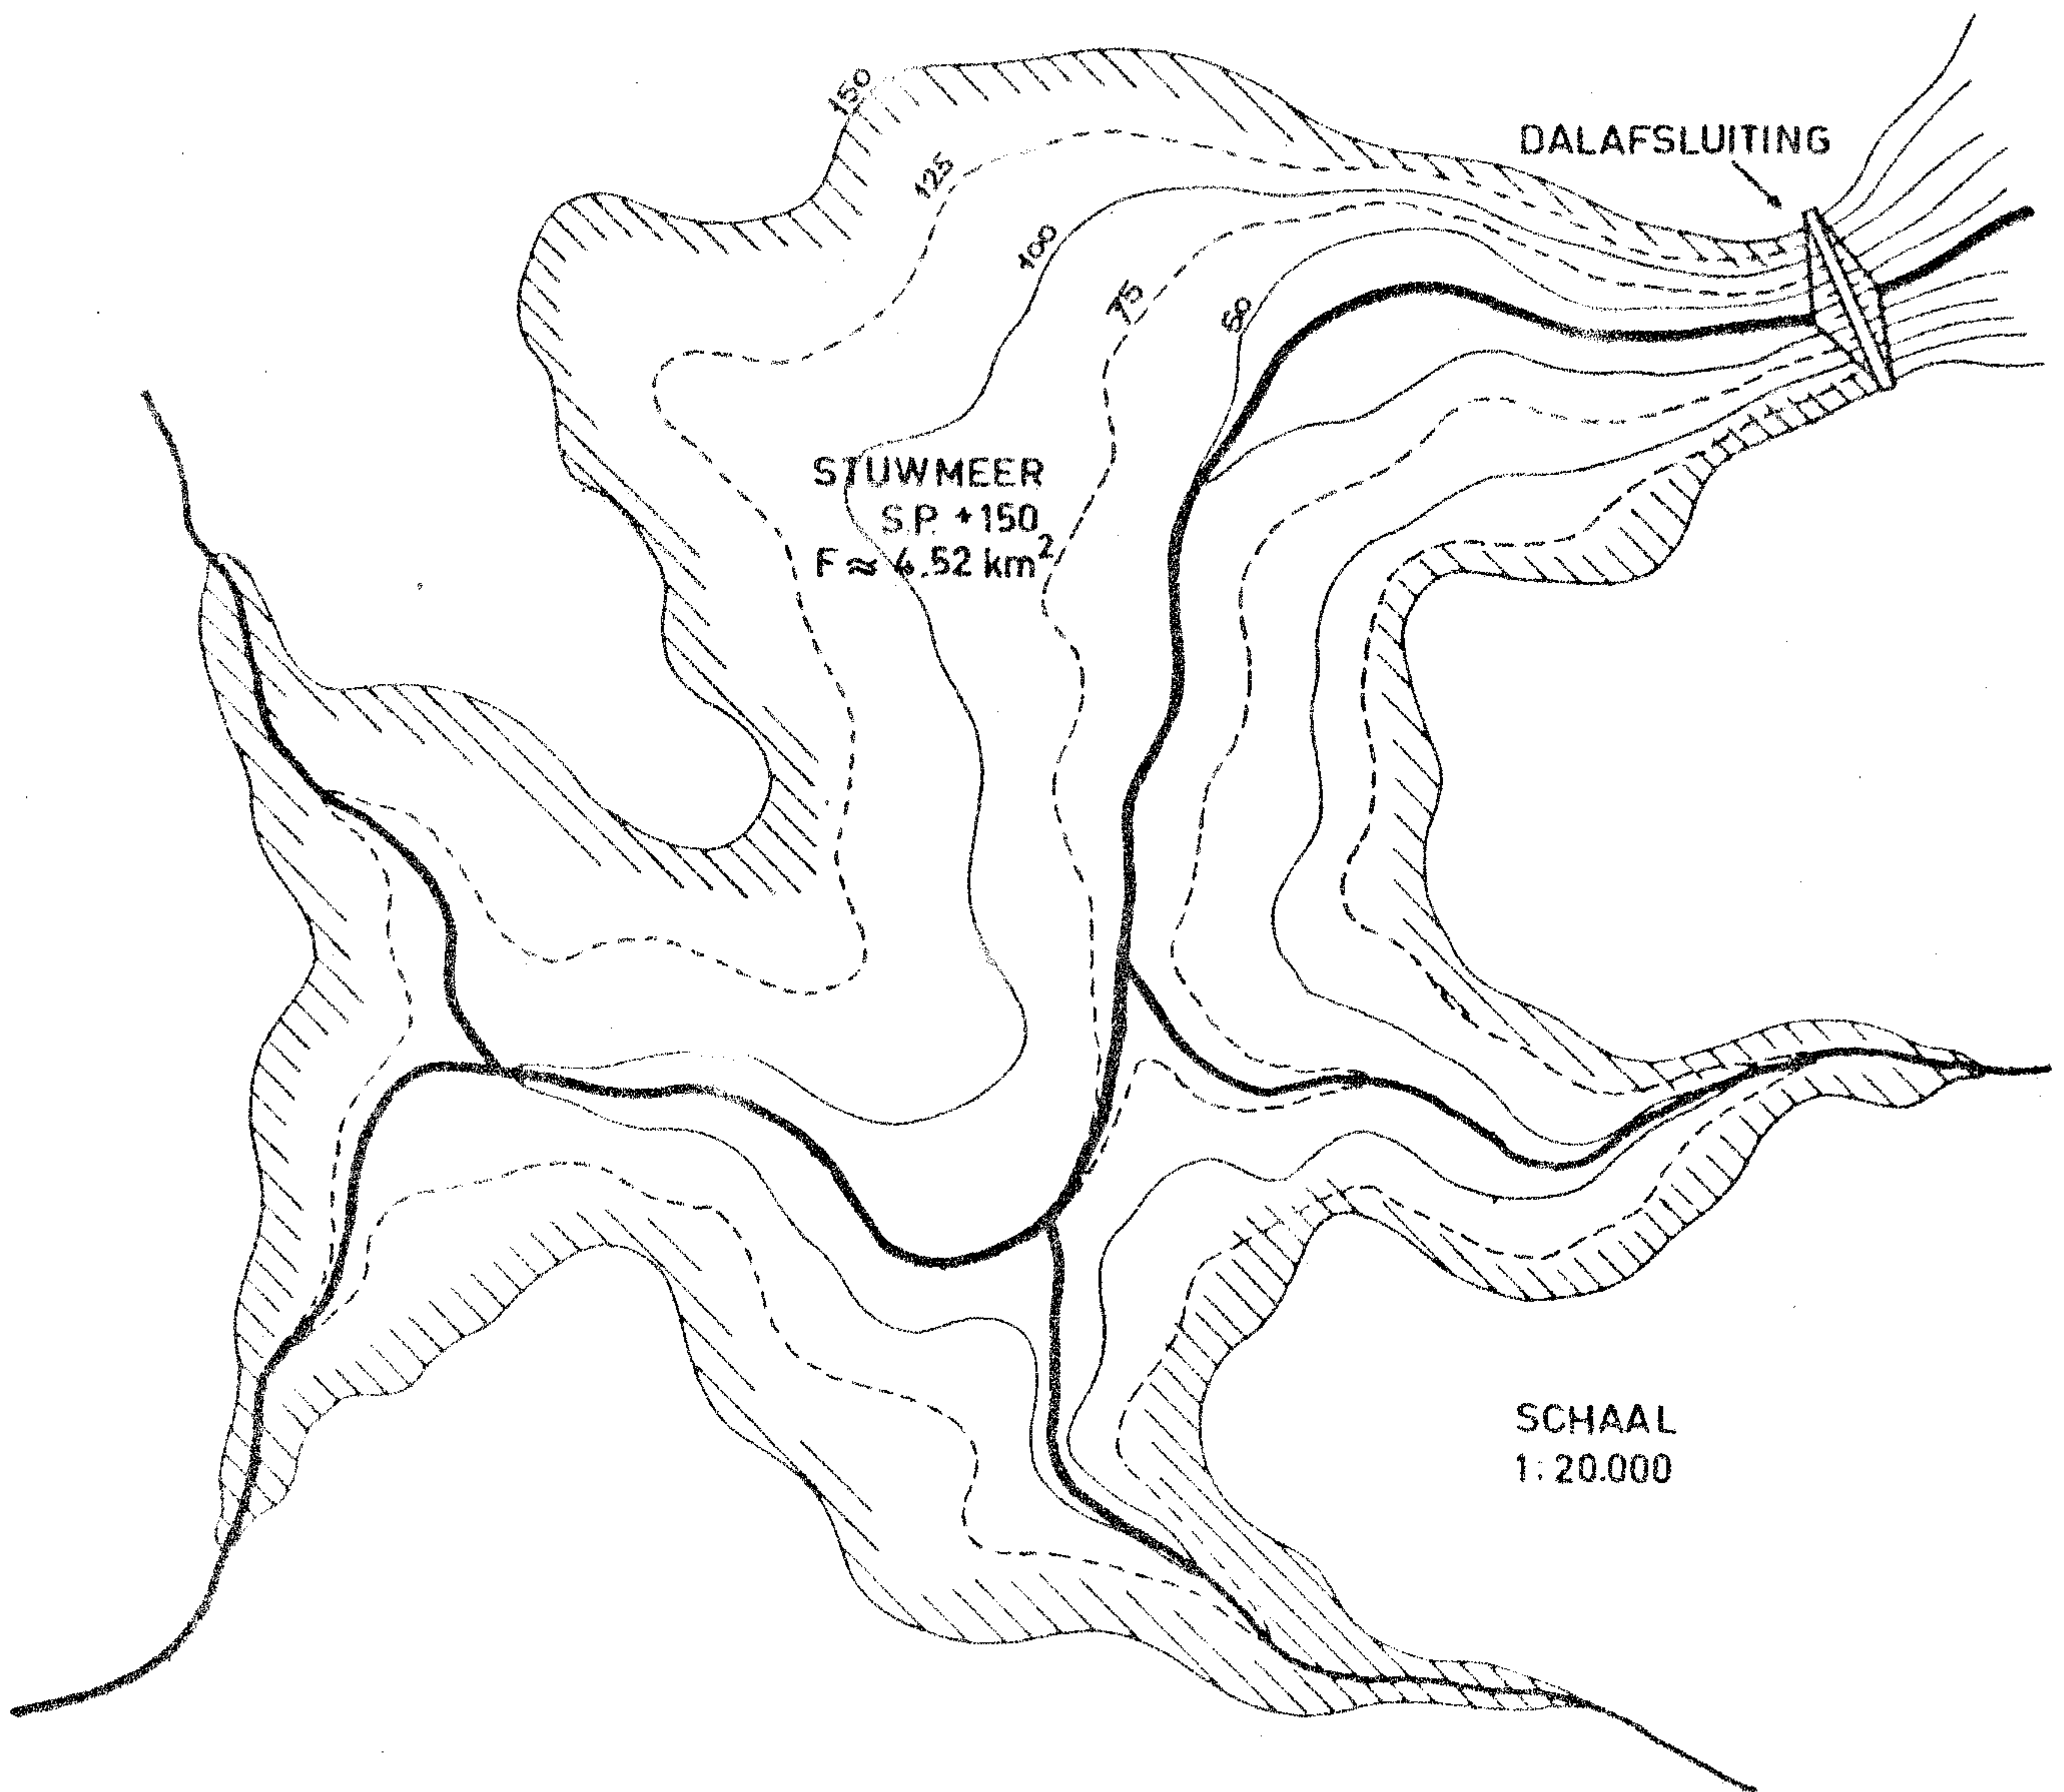 150
DALAFSLUITING
125
100
75
50
STUWMEER
S.P. +150
F ≈ 4.52 km²
SCHAAL
1: 20.000